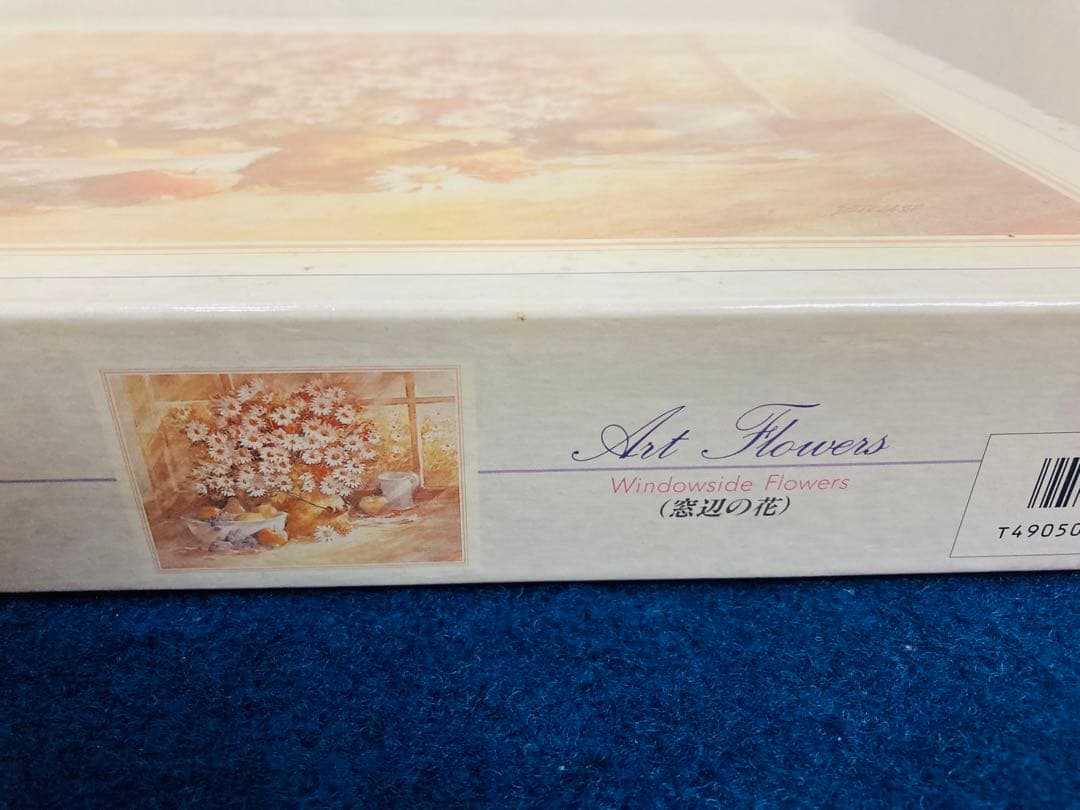 Art Flowers
Windowside Flowers
(窓辺の花)
T49050